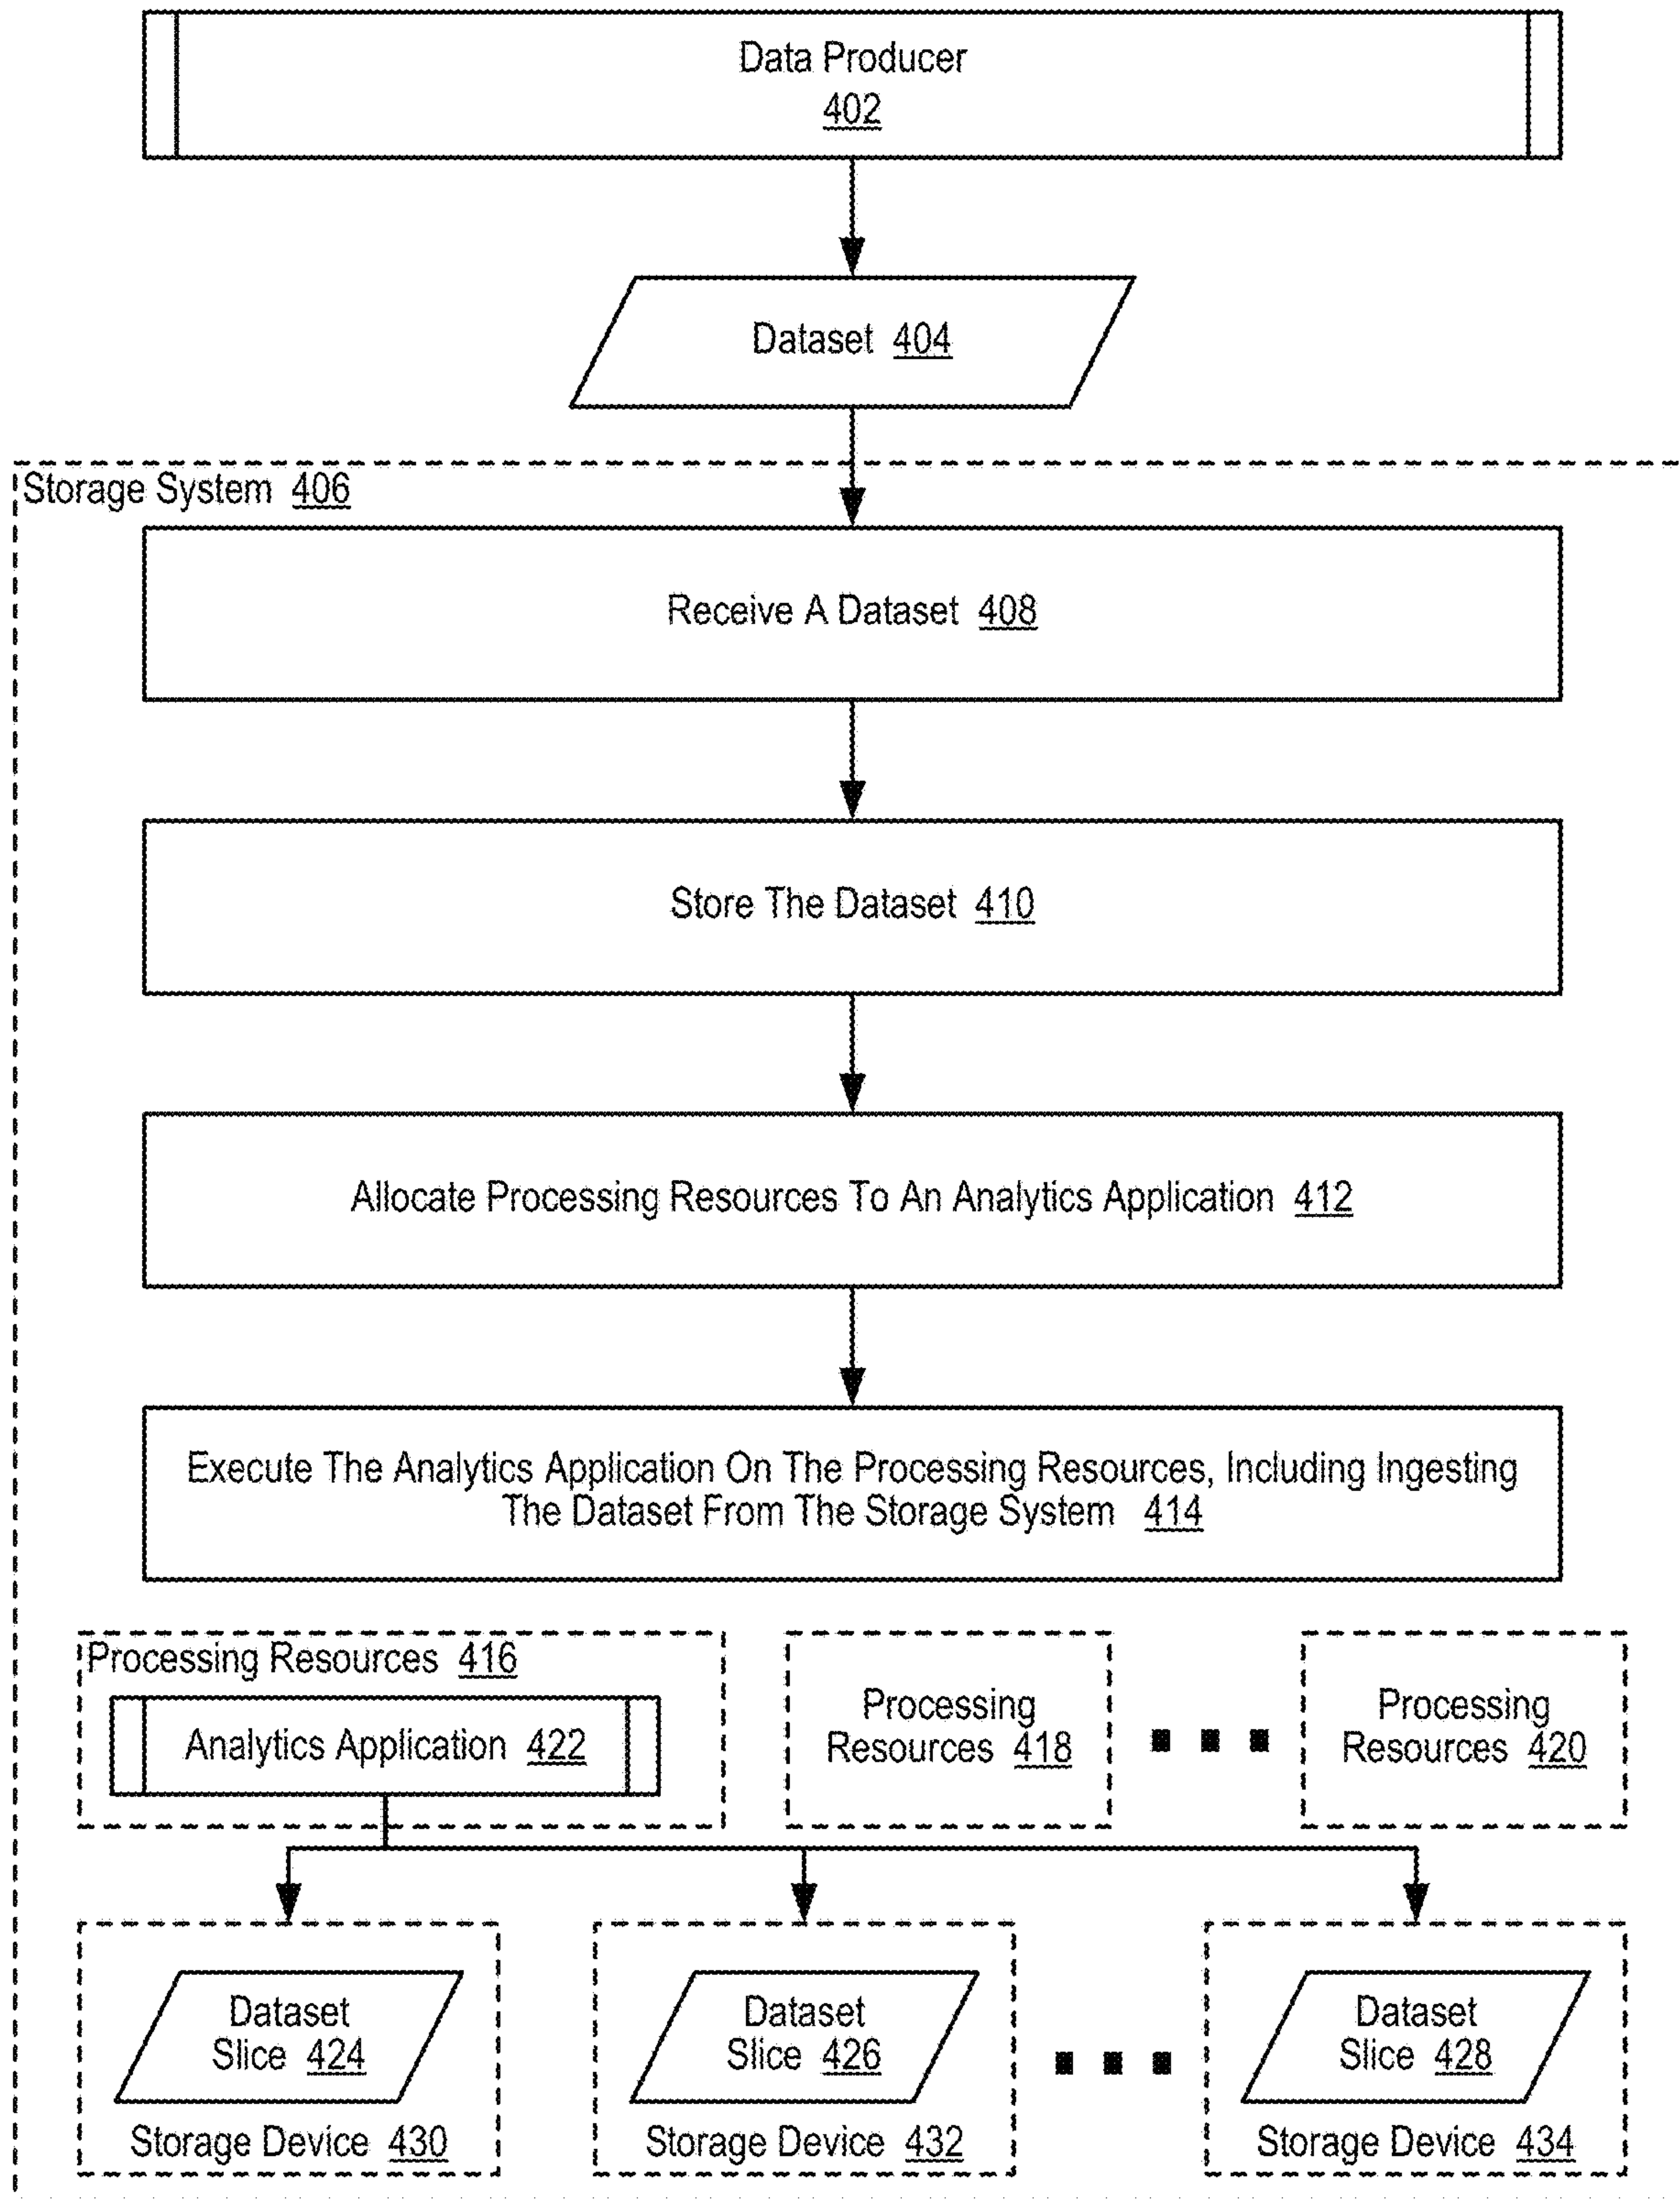 Data Producer
402
Dataset 404
Storage System 406
Receive A Dataset 408
Store The Dataset 410
Allocate Processing Resources To An Analytics Application 412
Execute The Analytics Application On The Processing Resources, Including Ingesting
The Dataset From The Storage System 414
Processing Resources 416
Analytics Application 422
Processing
Resources 418
Processing
Resources 420
Dataset
Slice 424
Storage Device 430
Dataset
Slice 426
Storage Device 432
Dataset
Slice 428
Storage Device 434